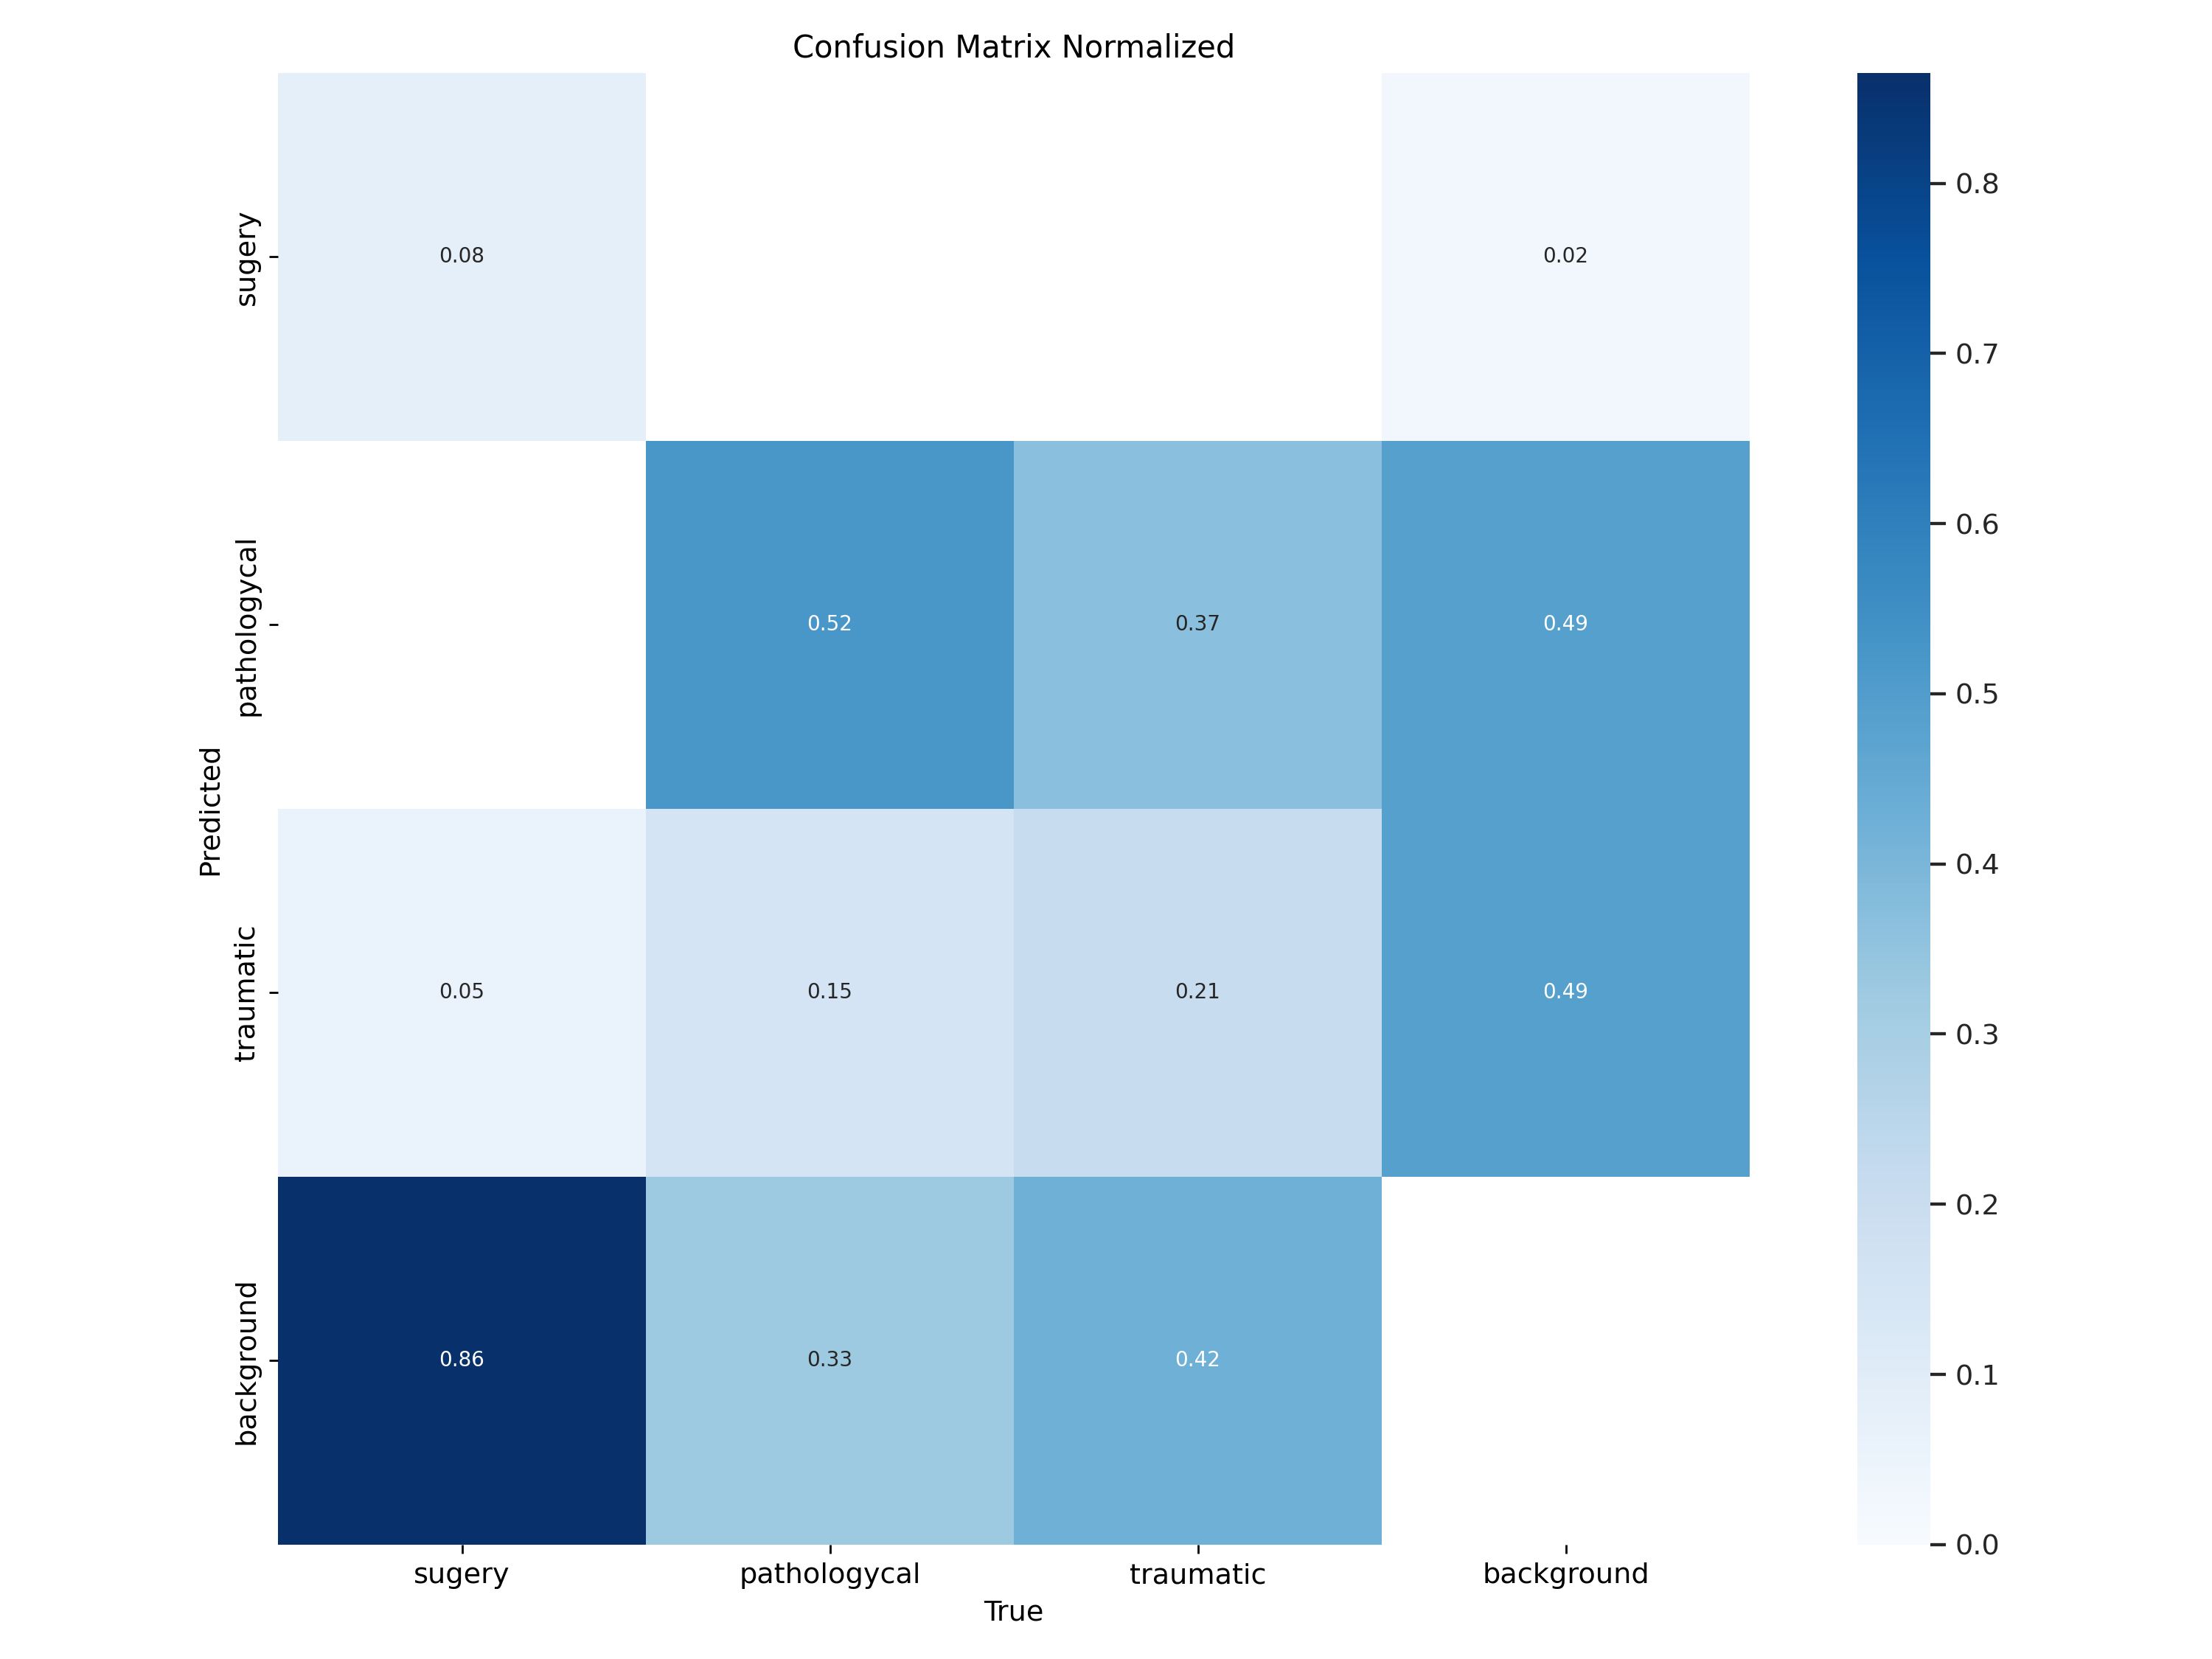 Confusion Matrix Normalized
sugery
0.08
0.02
pathologycal
0.52
0.37
0.49
traumatic
0.05
0.15
0.21
0.49
background
0.86
0.33
0.42
Predicted
sugery
pathologycal
traumatic
background
True
0.8
0.7
0.6
0.5
0.4
0.3
0.2
0.1
0.0